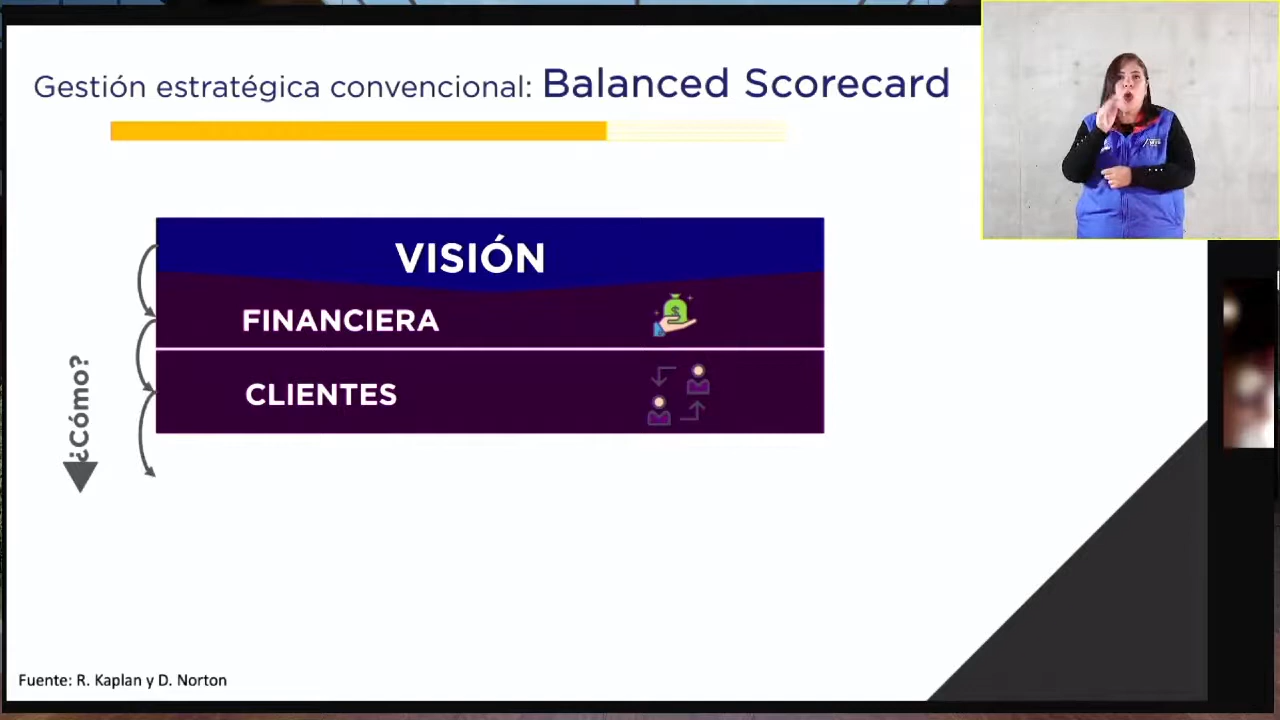 Gestión estratégica convencional: Balanced Scorecard
VISIÓN
FINANCIERA
CLIENTES
¿Cómo?
Fuente: R. Kaplan y D. Norton